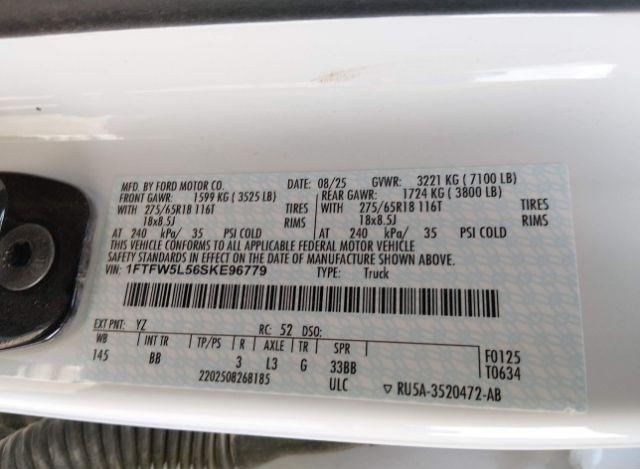 MFD. BY FORD MOTOR CO. DATE: 08/25 GVWR: 3221 KG ( 7100 LB)
FRONT GAWR: 1599 KG ( 3525 LB) REAR GAWR: 1724 KG ( 3800 LB)
WITH 275/65R18 116T TIRES WITH 275/65R18 116T TIRES
18x8.5J RIMS 18x8.5J RIMS
AT 240 kPa/ 35 PSI COLD AT 240 kPa/ 35 PSI COLD
THIS VEHICLE CONFORMS TO ALL APPLICABLE FEDERAL MOTOR VEHICLE
SAFETY STANDARDS IN EFFECT ON THE DATE OF MANUFACTURE SHOWN ABOVE.
VIN: 1FTFW5L56SKE96779 TYPE: Truck
EXT PNT: YZ RC: 52 DSO:
WB INT TR TP/PS R AXLE TR SPR F0125
145 BB 3 L3 G 33BB T0634
2202508268185 ULC ▽ RU5A-3520472-AB